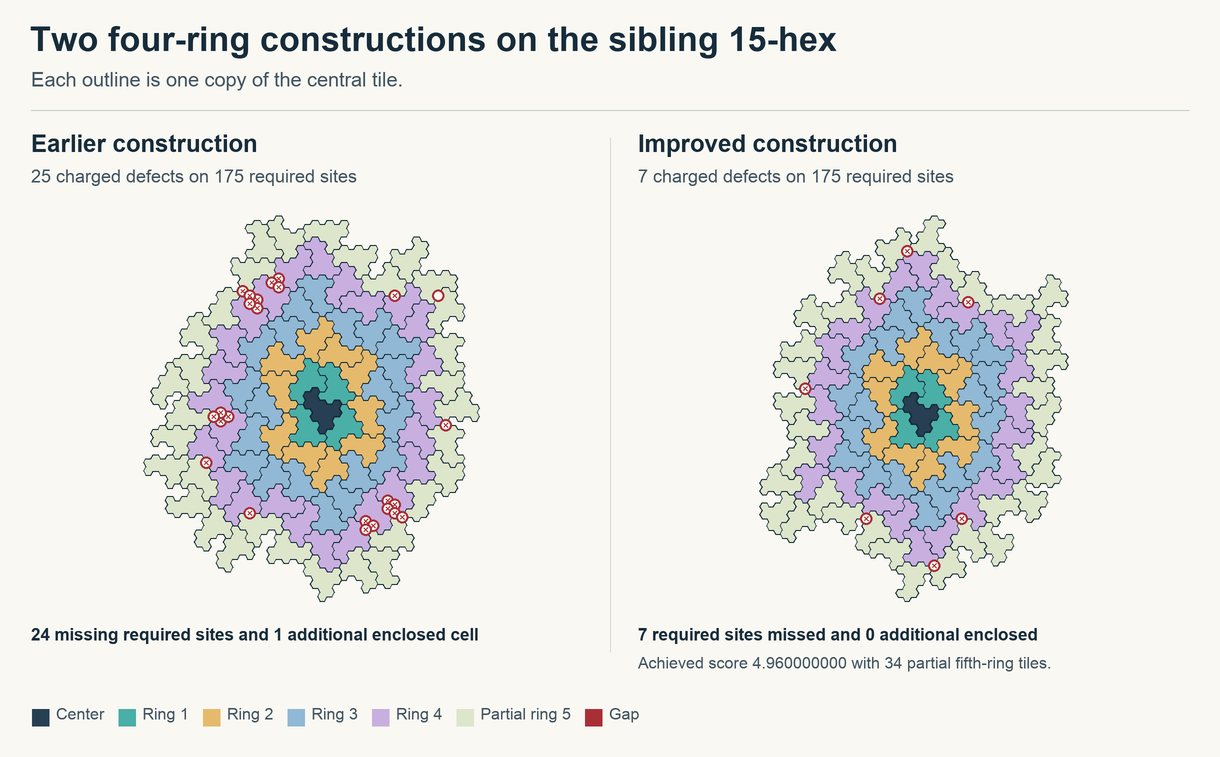 Two four-ring constructions on the sibling 15-hex
Each outline is one copy of the central tile.
Earlier construction
25 charged defects on 175 required sites
24 missing required sites and 1 additional enclosed cell
Improved construction
7 charged defects on 175 required sites
7 required sites missed and 0 additional enclosed
Achieved score 4.960000000 with 34 partial fifth-ring tiles.
Center Ring 1 Ring 2 Ring 3 Ring 4 Partial ring 5 Gap